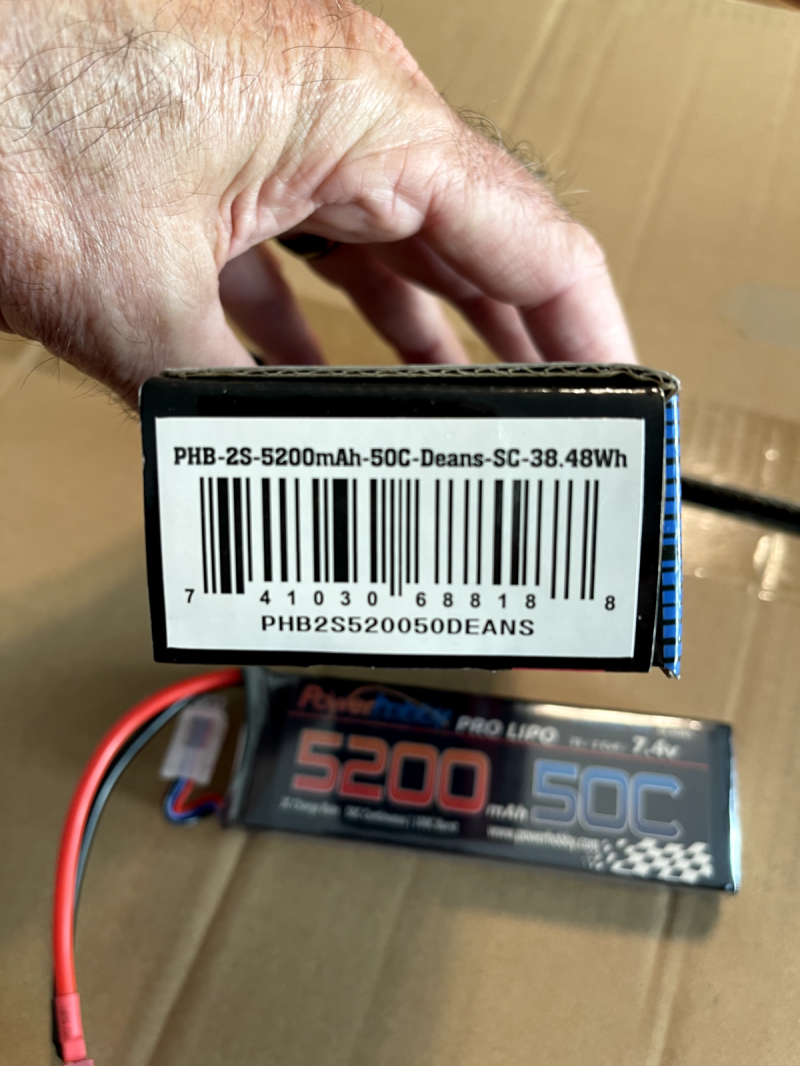 PHB-2S-5200mAh-50C-Deans-SC-38.48Wh
7 41030 68818 8
PHB2S520050DEANS
PRO LIPO 7.4v
5200 mAh 50C
www.powerhobby.com